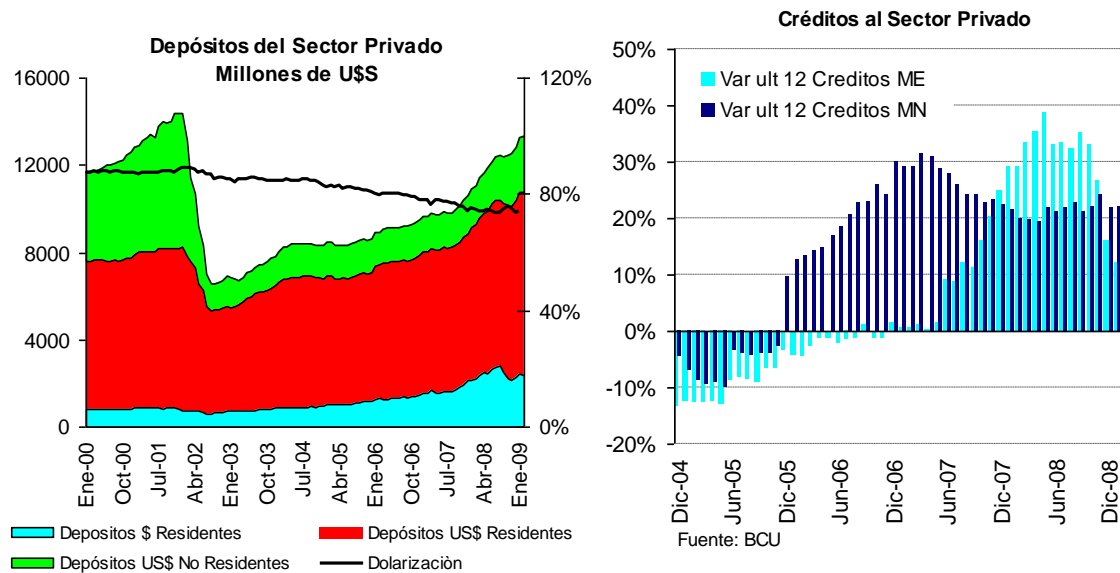 Depósitos del Sector Privado
Millones de U$S
16000
12000
8000
4000
0
120%
80%
40%
0%
Ene-00
Oct-00
Jul-01
Abr-02
Ene-03
Oct-03
Jul-04
Abr-05
Ene-06
Oct-06
Jul-07
Abr-08
Ene-09
Depositos $ Residentes
Depósitos US$ Residentes
Depósitos US$ No Residentes
Dolarizaciòn
Créditos al Sector Privado
50%
40%
30%
20%
10%
0%
-10%
-20%
Var ult 12 Creditos ME
Var ult 12 Creditos MN
Dic-04
Jun-05
Dic-05
Jun-06
Dic-06
Jun-07
Dic-07
Jun-08
Dic-08
Fuente: BCU